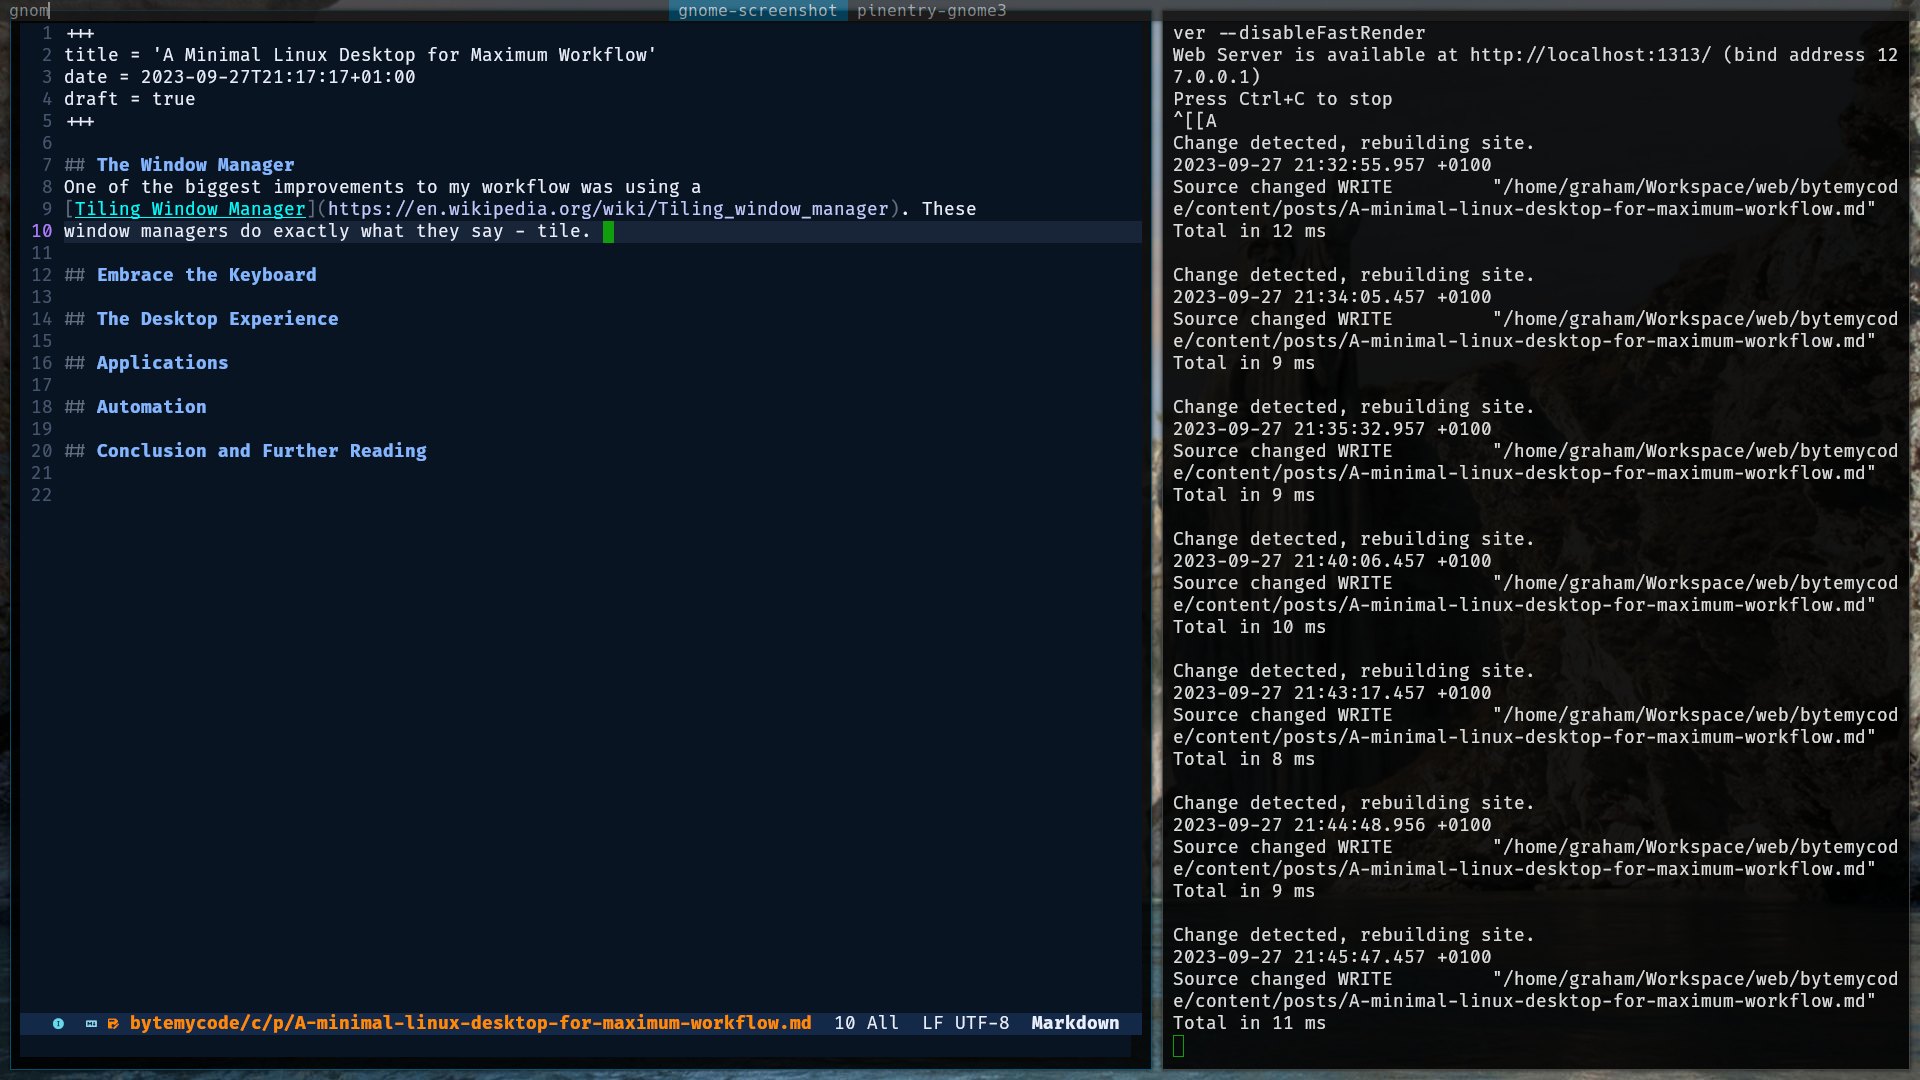 gnom gnome-screenshot pinentry-gnome3
1 +++
2 title = 'A Minimal Linux Desktop for Maximum Workflow'
3 date = 2023-09-27T21:17:17+01:00
4 draft = true
5 +++
6
7 ## The Window Manager
8 One of the biggest improvements to my workflow was using a
9 [Tiling Window Manager](https://en.wikipedia.org/wiki/Tiling_window_manager). These
10 window managers do exactly what they say - tile.
11
12 ## Embrace the Keyboard
13
14 ## The Desktop Experience
15
16 ## Applications
17
18 ## Automation
19
20 ## Conclusion and Further Reading
21
22
bytemycode/c/p/A-minimal-linux-desktop-for-maximum-workflow.md 10 All LF UTF-8 Markdown
ver --disableFastRender
Web Server is available at http://localhost:1313/ (bind address 12
7.0.0.1)
Press Ctrl+C to stop
^[[A
Change detected, rebuilding site.
2023-09-27 21:32:55.957 +0100
Source changed WRITE "/home/graham/Workspace/web/bytemycod
e/content/posts/A-minimal-linux-desktop-for-maximum-workflow.md"
Total in 12 ms
Change detected, rebuilding site.
2023-09-27 21:34:05.457 +0100
Source changed WRITE "/home/graham/Workspace/web/bytemycod
e/content/posts/A-minimal-linux-desktop-for-maximum-workflow.md"
Total in 9 ms
Change detected, rebuilding site.
2023-09-27 21:35:32.957 +0100
Source changed WRITE "/home/graham/Workspace/web/bytemycod
e/content/posts/A-minimal-linux-desktop-for-maximum-workflow.md"
Total in 9 ms
Change detected, rebuilding site.
2023-09-27 21:40:06.457 +0100
Source changed WRITE "/home/graham/Workspace/web/bytemycod
e/content/posts/A-minimal-linux-desktop-for-maximum-workflow.md"
Total in 10 ms
Change detected, rebuilding site.
2023-09-27 21:43:17.457 +0100
Source changed WRITE "/home/graham/Workspace/web/bytemycod
e/content/posts/A-minimal-linux-desktop-for-maximum-workflow.md"
Total in 8 ms
Change detected, rebuilding site.
2023-09-27 21:44:48.956 +0100
Source changed WRITE "/home/graham/Workspace/web/bytemycod
e/content/posts/A-minimal-linux-desktop-for-maximum-workflow.md"
Total in 9 ms
Change detected, rebuilding site.
2023-09-27 21:45:47.457 +0100
Source changed WRITE "/home/graham/Workspace/web/bytemycod
e/content/posts/A-minimal-linux-desktop-for-maximum-workflow.md"
Total in 11 ms